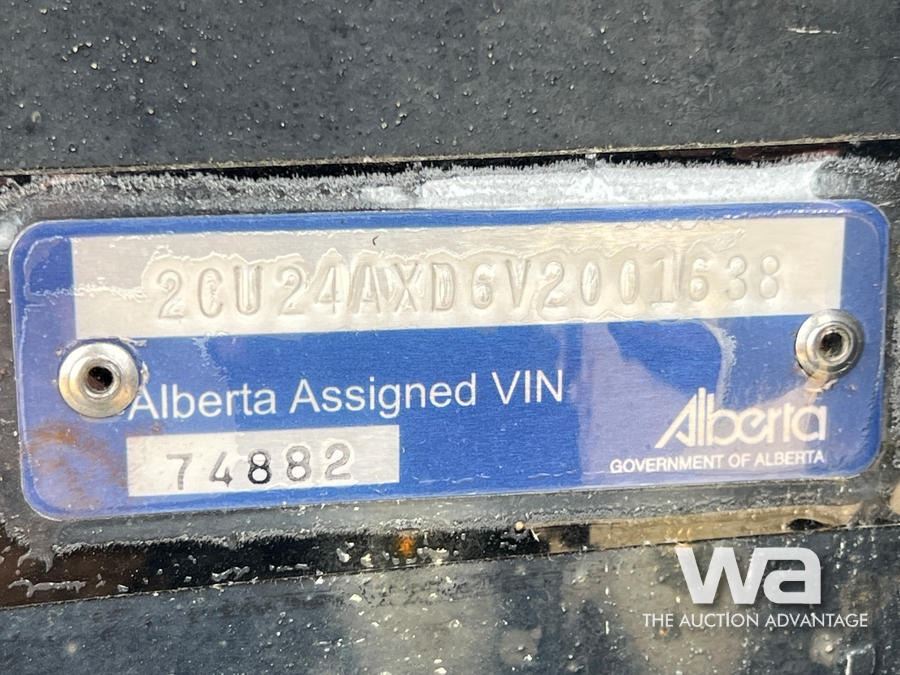 2CU24AXD6V2001638
Alberta Assigned VIN
74882
Alberta
GOVERNMENT OF ALBERTA
wa
THE AUCTION ADVANTAGE